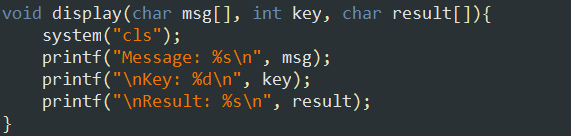 void display(char msg[], int key, char result[]){
    system("cls");
    printf("Message: %s\n", msg);
    printf("\nKey: %d\n", key);
    printf("\nResult: %s\n", result);
}